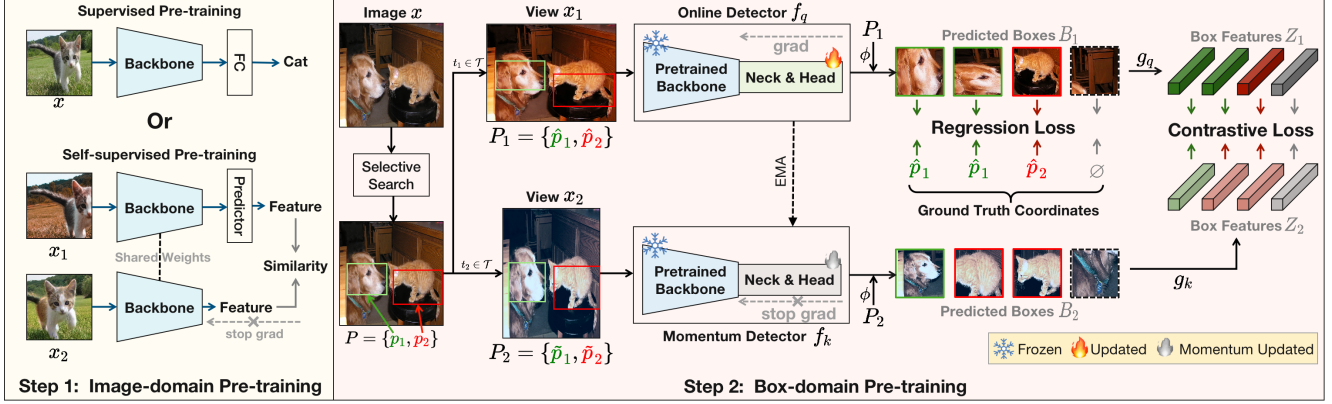 Supervised Pre-training
Backbone
FC
Cat
x
Or
Self-supervised Pre-training
Backbone
Predictor
Feature
x₁
Shared Weights
Similarity
Backbone
Feature
stop grad
x₂
Step 1: Image-domain Pre-training
Image x
Selective
Search
P = {p₁, p₂}
t₁ ∈ 𝒯
t₂ ∈ 𝒯
View x₁
P₁ = {p̂₁, p̂₂}
View x₂
P₂ = {p̃₁, p̃₂}
Online Detector f_q
grad
Pretrained
Backbone
Neck & Head
EMA
Pretrained
Backbone
Neck & Head
stop grad
Momentum Detector f_k
P₁
ϕ
ϕ
P₂
Predicted Boxes B₁
Regression Loss
p̂₁ p̂₁ p̂₂ ∅
Ground Truth Coordinates
Predicted Boxes B₂
g_q
g_k
Box Features Z₁
Contrastive Loss
Box Features Z₂
Frozen Updated Momentum Updated
Step 2: Box-domain Pre-training